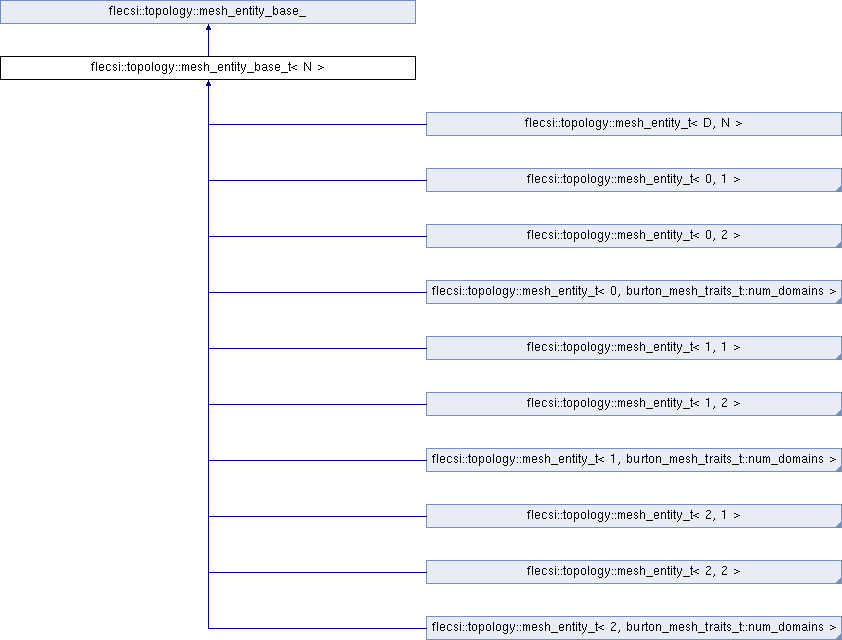 flecsi::topology::mesh_entity_base_
flecsi::topology::mesh_entity_base_t< N >
flecsi::topology::mesh_entity_t< D, N >
flecsi::topology::mesh_entity_t< 0, 1 >
flecsi::topology::mesh_entity_t< 0, 2 >
flecsi::topology::mesh_entity_t< 0, burton_mesh_traits_t::num_domains >
flecsi::topology::mesh_entity_t< 1, 1 >
flecsi::topology::mesh_entity_t< 1, 2 >
flecsi::topology::mesh_entity_t< 1, burton_mesh_traits_t::num_domains >
flecsi::topology::mesh_entity_t< 2, 1 >
flecsi::topology::mesh_entity_t< 2, 2 >
flecsi::topology::mesh_entity_t< 2, burton_mesh_traits_t::num_domains >